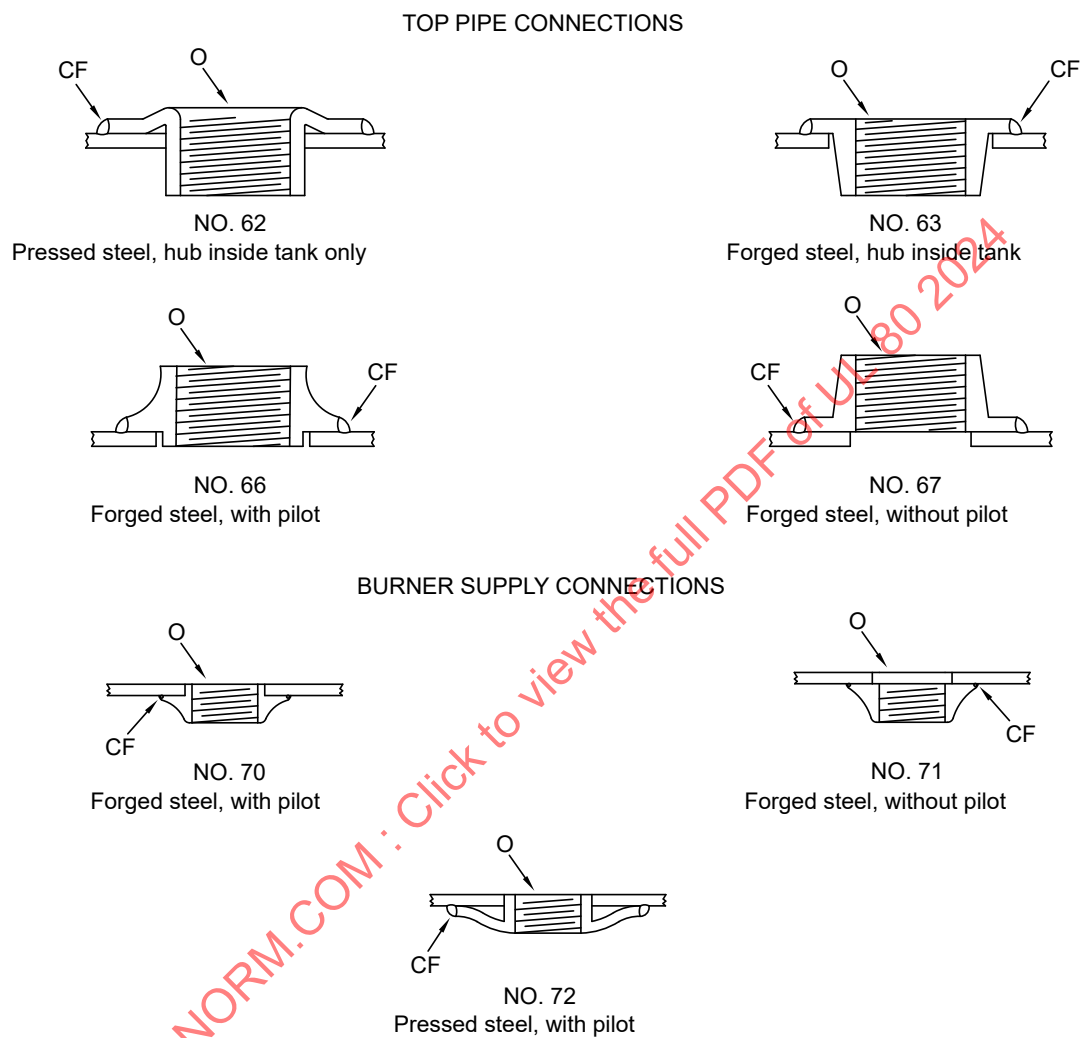 TOP PIPE CONNECTIONS
CF O O CF
NO. 62
Pressed steel, hub inside tank only
NO. 63
Forged steel, hub inside tank
O CF
NO. 66
Forged steel, with pilot
O CF
NO. 67
Forged steel, without pilot
BURNER SUPPLY CONNECTIONS
O CF
NO. 70
Forged steel, with pilot
O CF
NO. 71
Forged steel, without pilot
O CF
NO. 72
Pressed steel, with pilot
NORM.COM : Click to view the full PDF of UL 80 2024